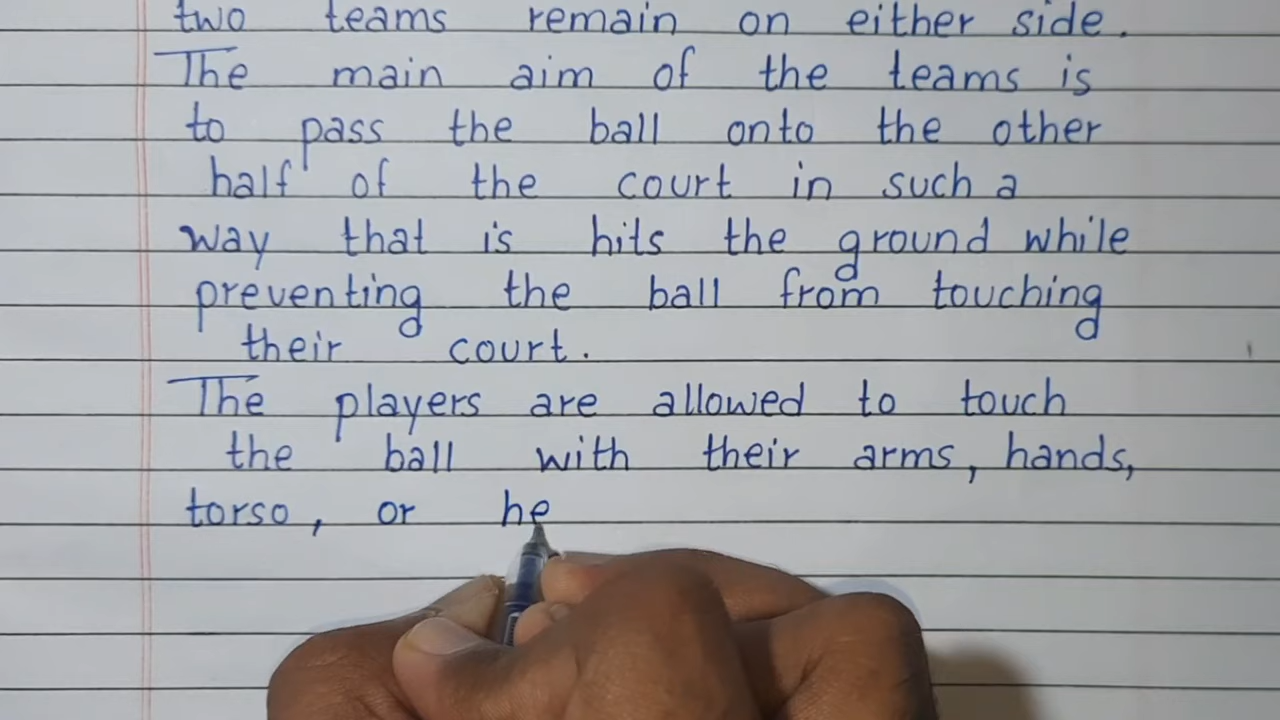 two teams remain on either side.
The main aim of the teams is
to pass the ball onto the other
half of the court in such a
way that is hits the ground while
preventing the ball from touching
their court.
The players are allowed to touch
the ball with their arms, hands,
torso, or he